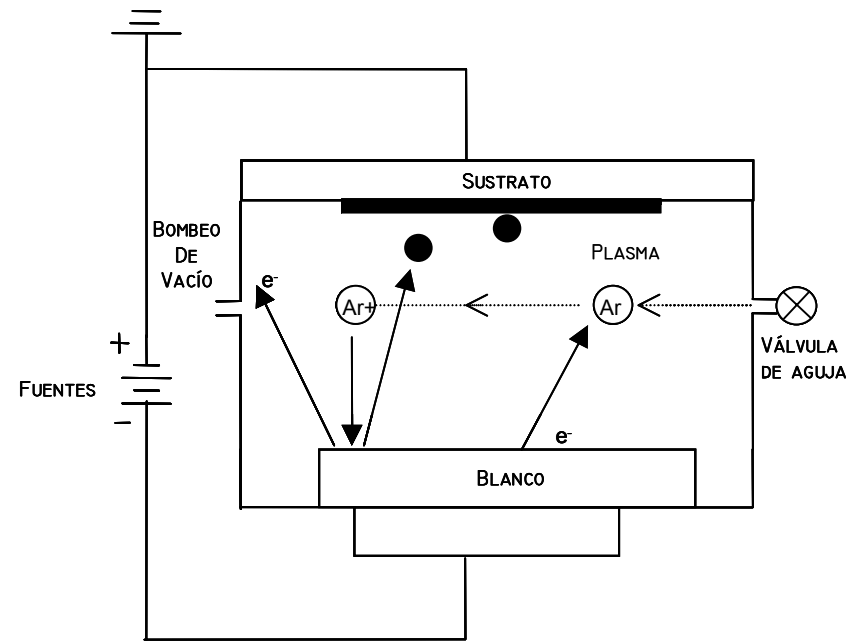 SUSTRATO
BOMBEO
DE
VACÍO
PLASMA
e-
Ar+
Ar
+
VÁLVULA
DE AGUJA
FUENTES
-
e-
BLANCO